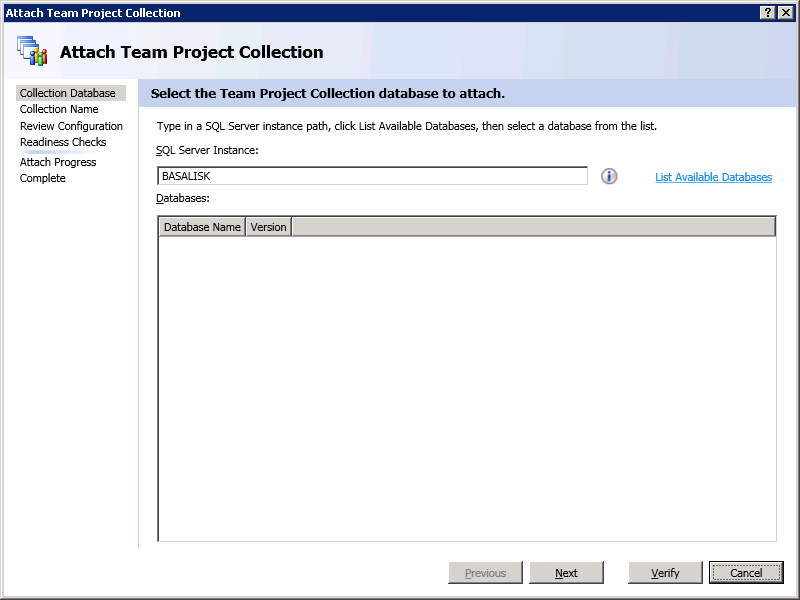 Attach Team Project Collection
Attach Team Project Collection
Collection Database
Collection Name
Review Configuration
Readiness Checks
Attach Progress
Complete
Select the Team Project Collection database to attach.
Type in a SQL Server instance path, click List Available Databases, then select a database from the list.
SQL Server Instance:
BASALISK
List Available Databases
Databases:
Database Name Version
Previous Next Verify Cancel